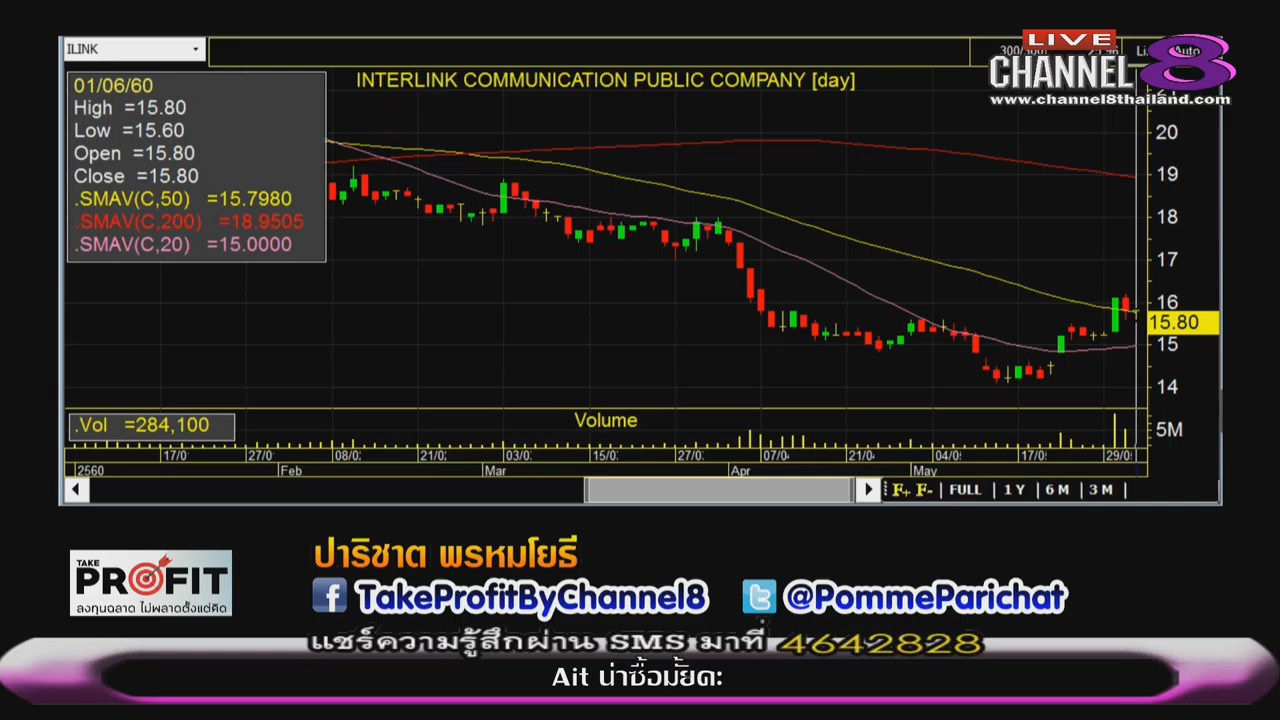 ILINK
LIVE
CHANNEL 8
www.channel8thailand.com
Auto
INTERLINK COMMUNICATION PUBLIC COMPANY [day]
01/06/60
High =15.80
Low =15.60
Open =15.80
Close =15.80
.SMAV(C,50) =15.7980
.SMAV(C,200) =18.9505
.SMAV(C,20) =15.0000
20
19
18
17
16
15.80
15
14
.Vol =284,100
Volume
5M
17/0 27/0 08/0 21/0 03/0 15/0 27/0 07/0 21/0 04/0 17/0 29/0
2560 Feb Mar Apr May
F+ F- FULL 1 Y 6 M 3 M
TAKE
PROFIT
ลงทุนฉลาด ไม่พลาดตั้งแต่คิด
ปาริชาต พรหมโยธี
TakeProfitByChannel8 @PommeParichat
แชร์ความรู้สึกผ่าน SMS มาที่ 4642828
Ait น่าซื้อมั้ยคะ